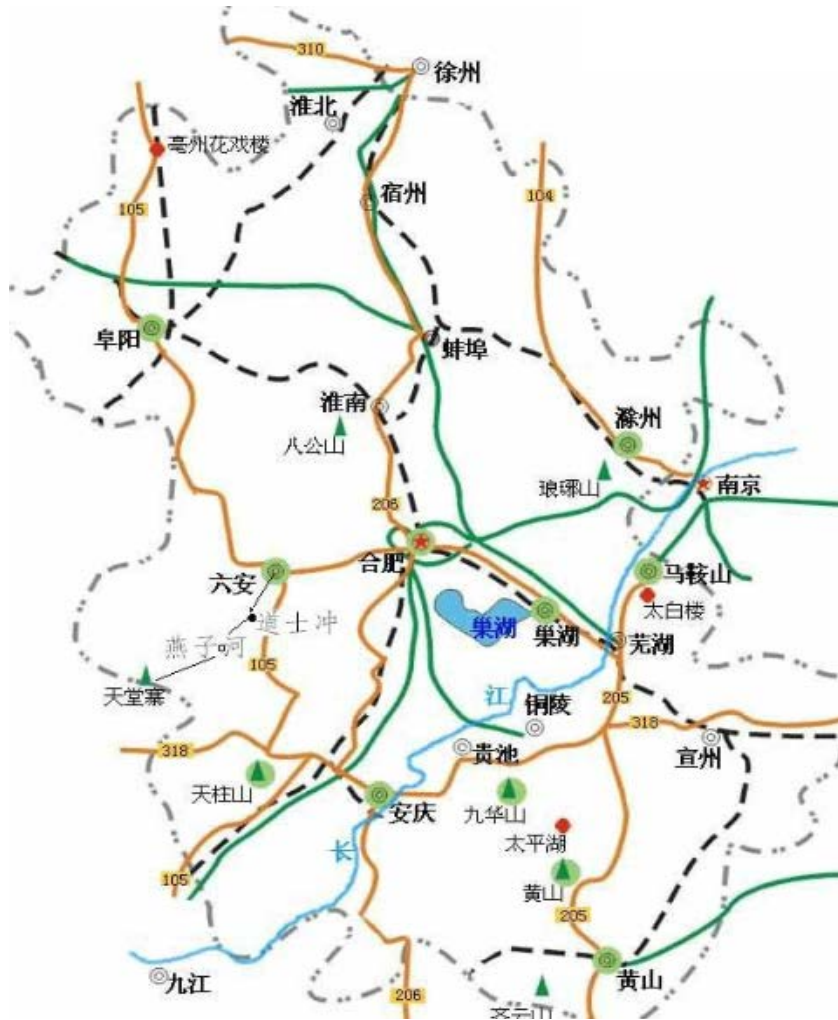 310
徐州
淮北
亳州花戏楼
宿州
104
105
阜阳
蚌埠
淮南
八公山
滁州
琅琊山
南京
206
合肥
六安
马鞍山
太白楼
道士冲
燕子河
巢湖
巢湖
芜湖
天堂寨
105
江
205
铜陵
318
318
贵池
宣州
天柱山
安庆
九华山
太平湖
长
105
黄山
205
九江
206
黄山
齐云山